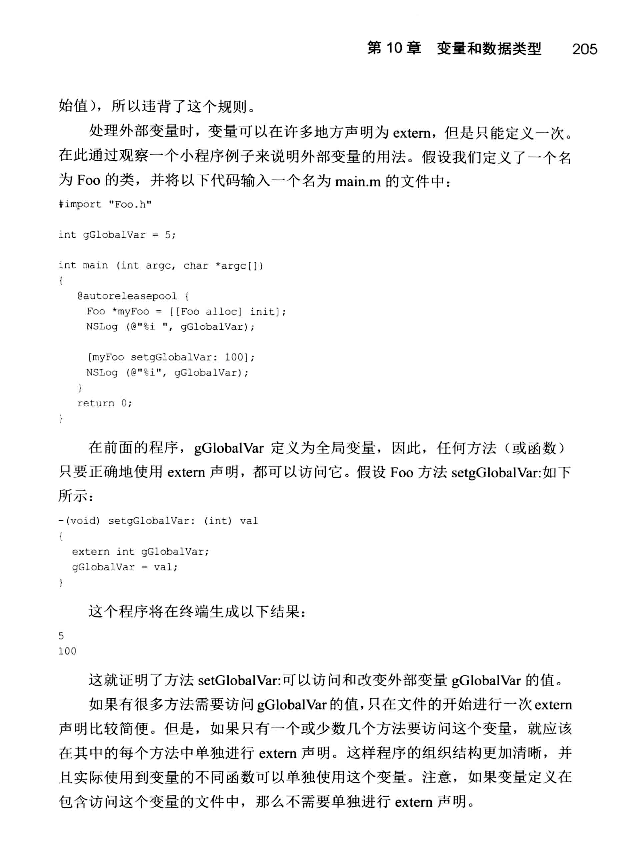 第 10 章 变量和数据类型 205
始值），所以违背了这个规则。
处理外部变量时，变量可以在许多地方声明为 extern，但是只能定义一次。
在此通过观察一个小程序例子来说明外部变量的用法。假设我们定义了一个名
为 Foo 的类，并将以下代码输入一个名为 main.m 的文件中：
#import "Foo.h"
int gGlobalVar = 5;
int main (int argc, char *argc[])
{
@autoreleasepool {
Foo *myFoo = [[Foo alloc] init];
NSLog (@"%i ", gGlobalVar);
[myFoo setgGlobalVar: 100];
NSLog (@"%i", gGlobalVar);
}
return 0;
}
在前面的程序，gGlobalVar 定义为全局变量，因此，任何方法（或函数）
只要正确地使用 extern 声明，都可以访问它。假设 Foo 方法 setgGlobalVar:如下
所示：
-(void) setgGlobalVar: (int) val
{
extern int gGlobalVar;
gGlobalVar = val;
}
这个程序将在终端生成以下结果：
5
100
这就证明了方法 setGlobalVar:可以访问和改变外部变量 gGlobalVar 的值。
如果有很多方法需要访问 gGlobalVar 的值，只在文件的开始进行一次 extern
声明比较简便。但是，如果只有一个或少数几个方法要访问这个变量，就应该
在其中的每个方法中单独进行 extern 声明。这样程序的组织结构更加清晰，并
且实际使用到变量的不同函数可以单独使用这个变量。注意，如果变量定义在
包含访问这个变量的文件中，那么不需要单独进行 extern 声明。